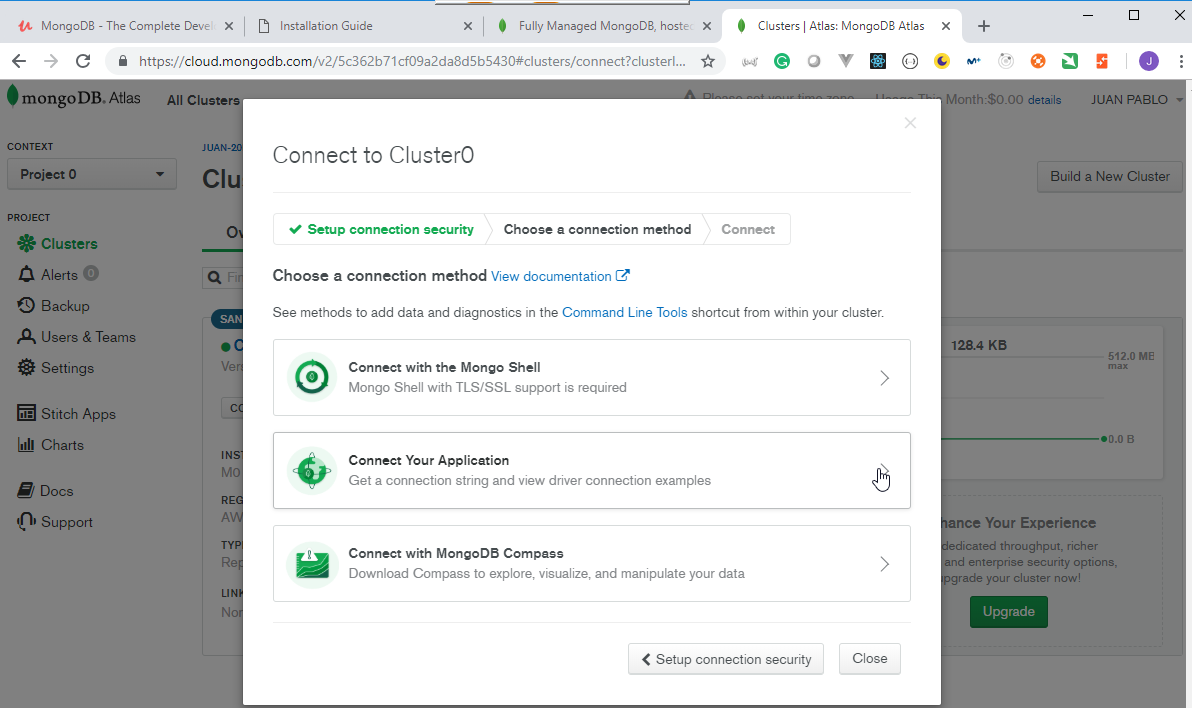 MongoDB - The Complete Devel
Installation Guide
Fully Managed MongoDB, hosted
Clusters | Atlas: MongoDB Atlas
https://cloud.mongodb.com/v2/5c362b71cf09a2da8d5b5430#clusters/connect?clusterI...
J
mongoDB. Atlas
All Clusters
Please set your time zone
Usage This Month:$0.00 details
JUAN PABLO
CONTEXT
Project 0
PROJECT
Clusters
Alerts 0
Backup
Users & Teams
Settings
Stitch Apps
Charts
Docs
Support
JUAN-20
Clu
Build a New Cluster
Ov
Fin
SAN
C
Vers
CO
INST
M0
REG
AW
TYPE
Rep
LINK
Non
128.4 KB
512.0 MB
max
0.0 B
hance Your Experience
dedicated throughput, richer
and enterprise security options,
upgrade your cluster now!
Upgrade
Connect to Cluster0
Setup connection security
Choose a connection method
Connect
Choose a connection method View documentation
See methods to add data and diagnostics in the Command Line Tools shortcut from within your cluster.
Connect with the Mongo Shell
Mongo Shell with TLS/SSL support is required
Connect Your Application
Get a connection string and view driver connection examples
Connect with MongoDB Compass
Download Compass to explore, visualize, and manipulate your data
Setup connection security
Close